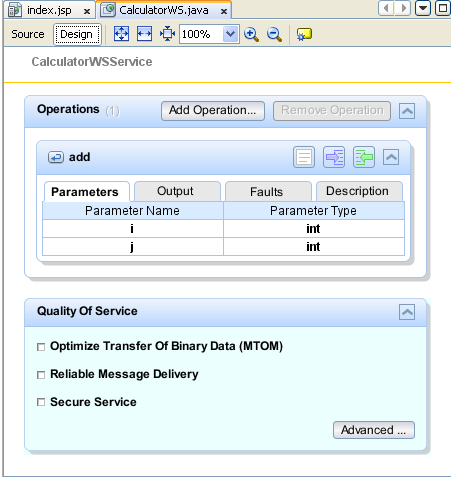 index.jsp x CalculatorWS.java x
Source Design 100%
CalculatorWSService
Operations (1) Add Operation... Remove Operation
add
Parameters Output Faults Description
Parameter Name Parameter Type
i int
j int
Quality Of Service
Optimize Transfer Of Binary Data (MTOM)
Reliable Message Delivery
Secure Service
Advanced ...